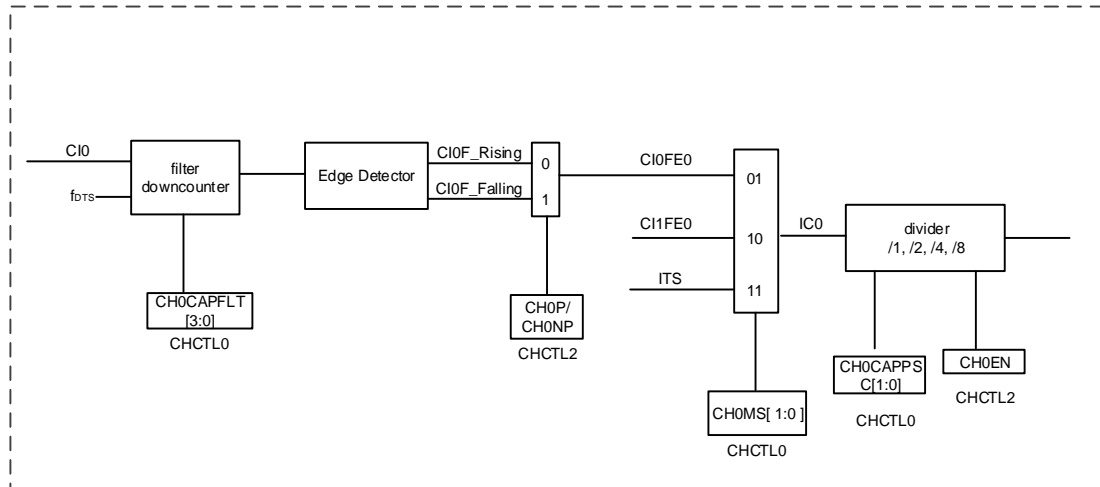 CI0
fDTS
filter
downcounter
CH0CAPFLT
[3:0]
CHCTL0
Edge Detector
CI0F_Rising
CI0F_Falling
0
1
CH0P/
CH0NP
CHCTL2
CI0FE0
CI1FE0
ITS
01
10
11
CH0MS[ 1:0 ]
CHCTL0
IC0
divider
/1, /2, /4, /8
CH0CAPPS
C[1:0]
CHCTL0
CH0EN
CHCTL2